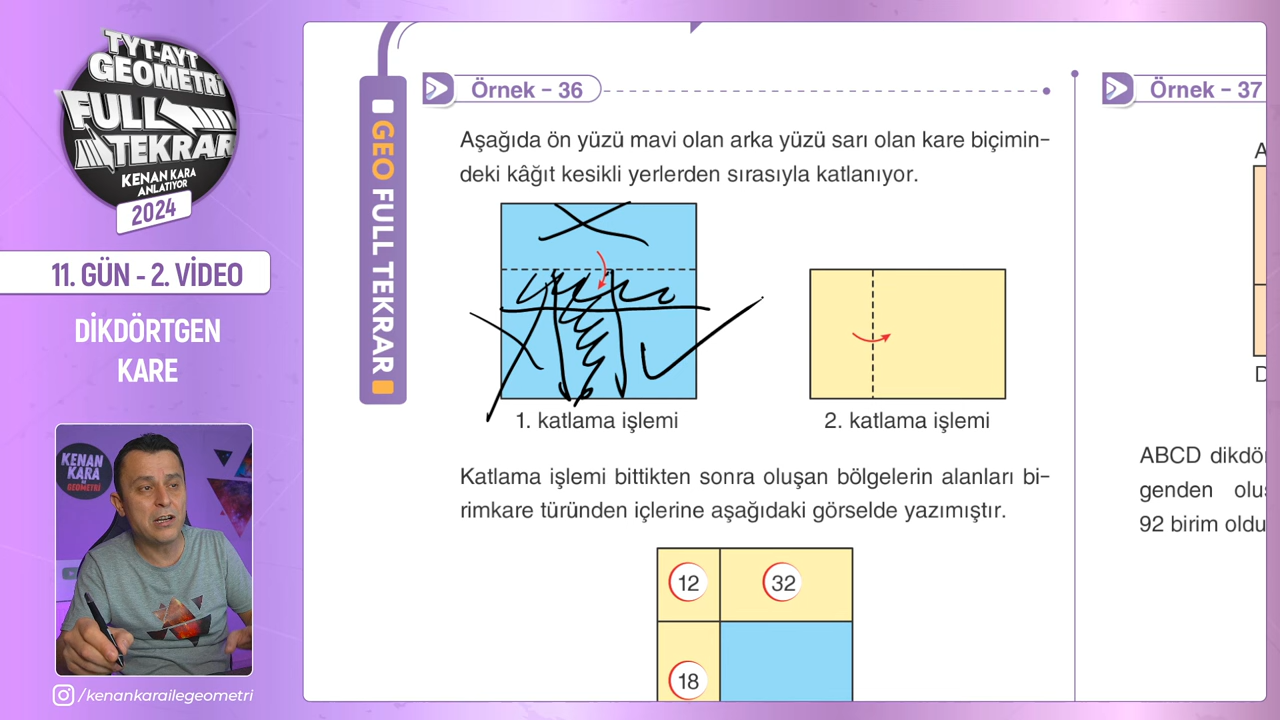 TYT-AYT
GEOMETRİ
FULL
TEKRAR
KENAN KARA
ANLATIYOR
2024
11. GÜN - 2. VİDEO
DİKDÖRTGEN
KARE
KENAN
KARA
GEOMETRİ
/kenankarailegeometri
GEO FULL TEKRAR
Örnek – 36
Aşağıda ön yüzü mavi olan arka yüzü sarı olan kare biçimin–
deki kâğıt kesikli yerlerden sırasıyla katlanıyor.
1. katlama işlemi
2. katlama işlemi
Katlama işlemi bittikten sonra oluşan bölgelerin alanları bi–
rimkare türünden içlerine aşağıdaki görselde yazımıştır.
12
32
18
Örnek – 37
A
D
ABCD dikdör
genden oluş
92 birim oldu